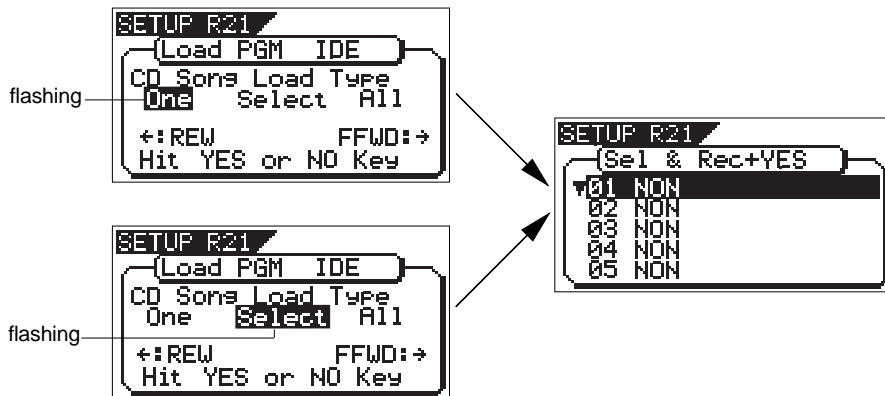 SETUP R21
Load PGM IDE
CD Song Load Type
flashing
One Select All
←:REW FFWD:→
Hit YES or NO Key
SETUP R21
Load PGM IDE
CD Song Load Type
flashing
One Select All
←:REW FFWD:→
Hit YES or NO Key
SETUP R21
Sel & Rec+YES
▼01 NON
02 NON
03 NON
04 NON
05 NON